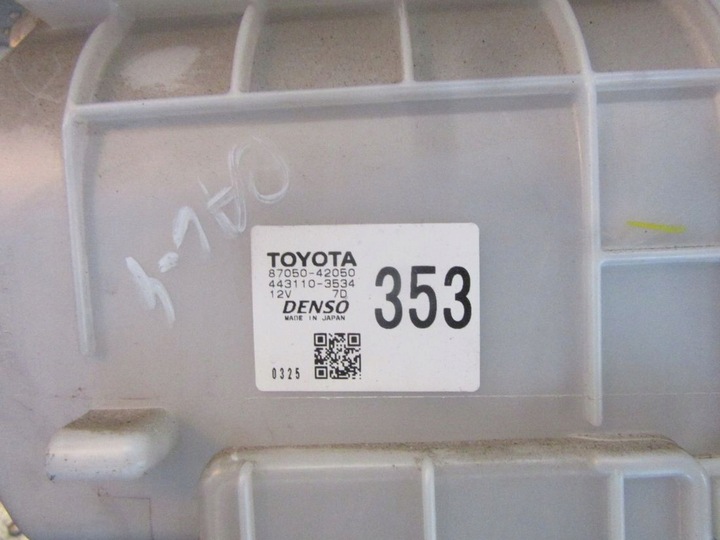 TOYOTA
87050-42050
443110-3534
12V 7D
DENSO
MADE IN JAPAN
353
0325